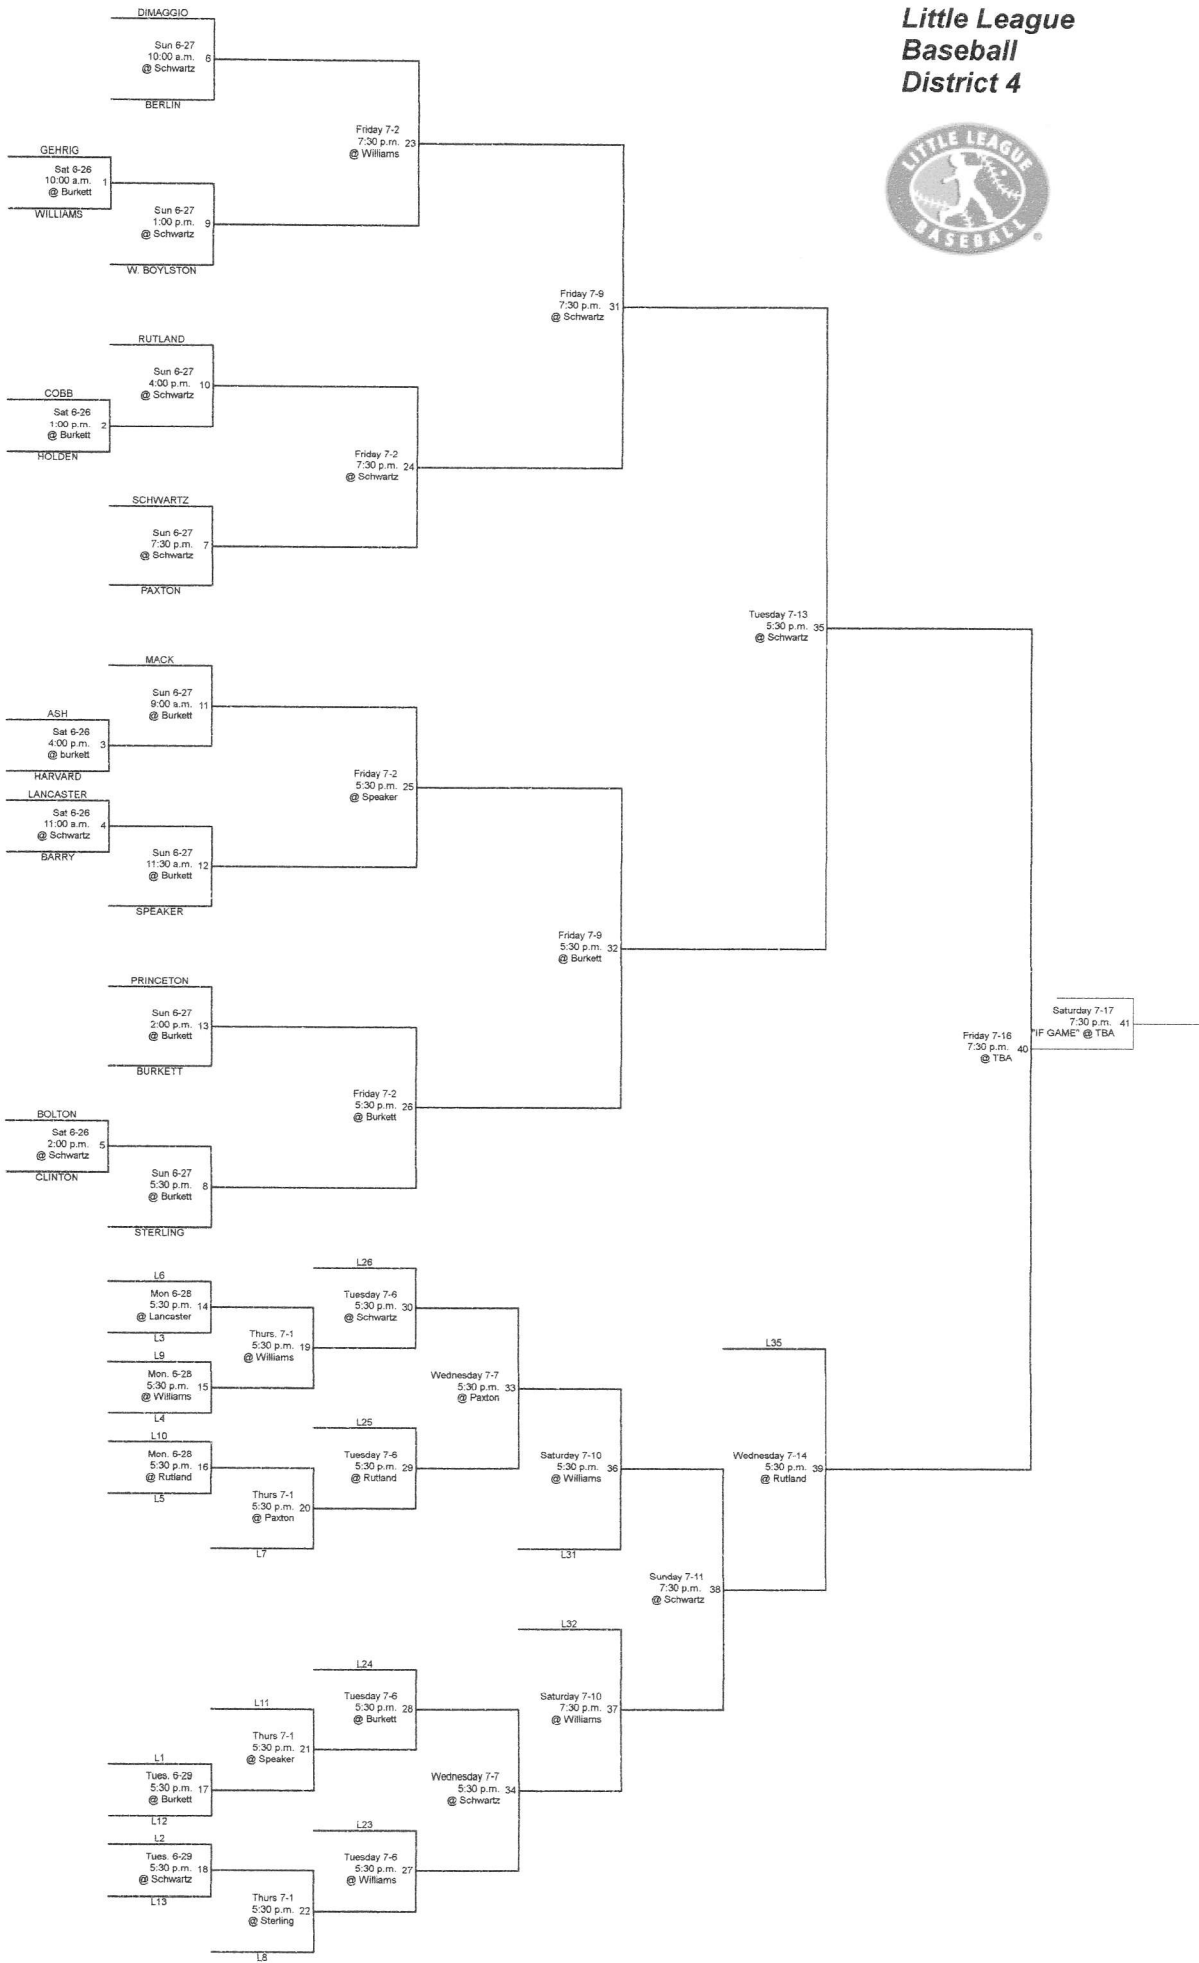 Little League
Baseball
District 4
LITTLE LEAGUE
BASEBALL
®
DIMAGGIO
Sun 6-27
10:00 a.m. 6
@ Schwartz
BERLIN
GEHRIG
Sat 6-26
10:00 a.m. 1
@ Burkett
WILLIAMS
Sun 6-27
1:00 p.m. 9
@ Schwartz
W. BOYLSTON
Friday 7-2
7:30 p.m. 23
@ Williams
RUTLAND
Sun 6-27
4:00 p.m. 10
@ Schwartz
COBB
Sat 6-26
1:00 p.m. 2
@ Burkett
HOLDEN
Friday 7-2
7:30 p.m. 24
@ Schwartz
SCHWARTZ
Sun 6-27
7:30 p.m. 7
@ Schwartz
PAXTON
Friday 7-9
7:30 p.m. 31
@ Schwartz
MACK
Sun 6-27
9:00 a.m. 11
@ Burkett
ASH
Sat 6-26
4:00 p.m. 3
@ burkett
HARVARD
LANCASTER
Sat 6-26
11:00 a.m. 4
@ Schwartz
BARRY
Sun 6-27
11:30 a.m. 12
@ Burkett
SPEAKER
Friday 7-2
5:30 p.m. 25
@ Speaker
Tuesday 7-13
5:30 p.m. 35
@ Schwartz
Friday 7-9
5:30 p.m. 32
@ Burkett
PRINCETON
Sun 6-27
2:00 p.m. 13
@ Burkett
BURKETT
Friday 7-2
5:30 p.m. 26
@ Burkett
BOLTON
Sat 6-26
2:00 p.m. 5
@ Schwartz
CLINTON
Sun 6-27
5:30 p.m. 8
@ Burkett
STERLING
Friday 7-16
7:30 p.m. 40
@ TBA
Saturday 7-17
7:30 p.m. 41
"IF GAME" @ TBA
L6
Mon 6-28
5:30 p.m. 14
@ Lancaster
L3
L9
Mon. 6-28
5:30 p.m. 15
@ Williams
L4
L10
Mon. 6-28
5:30 p.m. 16
@ Rutland
L5
Thurs. 7-1
5:30 p.m. 19
@ Williams
Thurs 7-1
5:30 p.m. 20
@ Paxton
L7
L26
Tuesday 7-6
5:30 p.m. 30
@ Schwartz
L25
Tuesday 7-6
5:30 p.m. 29
@ Rutland
Wednesday 7-7
5:30 p.m. 33
@ Paxton
Saturday 7-10
5:30 p.m. 36
@ Williams
L31
L35
Wednesday 7-14
5:30 p.m. 39
@ Rutland
Sunday 7-11
7:30 p.m. 38
@ Schwartz
L32
Saturday 7-10
7:30 p.m. 37
@ Williams
L24
Tuesday 7-6
5:30 p.m. 28
@ Burkett
L11
Thurs 7-1
5:30 p.m. 21
@ Speaker
L1
Tues. 6-29
5:30 p.m. 17
@ Burkett
L12
Wednesday 7-7
5:30 p.m. 34
@ Schwartz
L2
Tues. 6-29
5:30 p.m. 18
@ Schwartz
L13
L23
Tuesday 7-6
5:30 p.m. 27
@ Williams
Thurs 7-1
5:30 p.m. 22
@ Sterling
L8